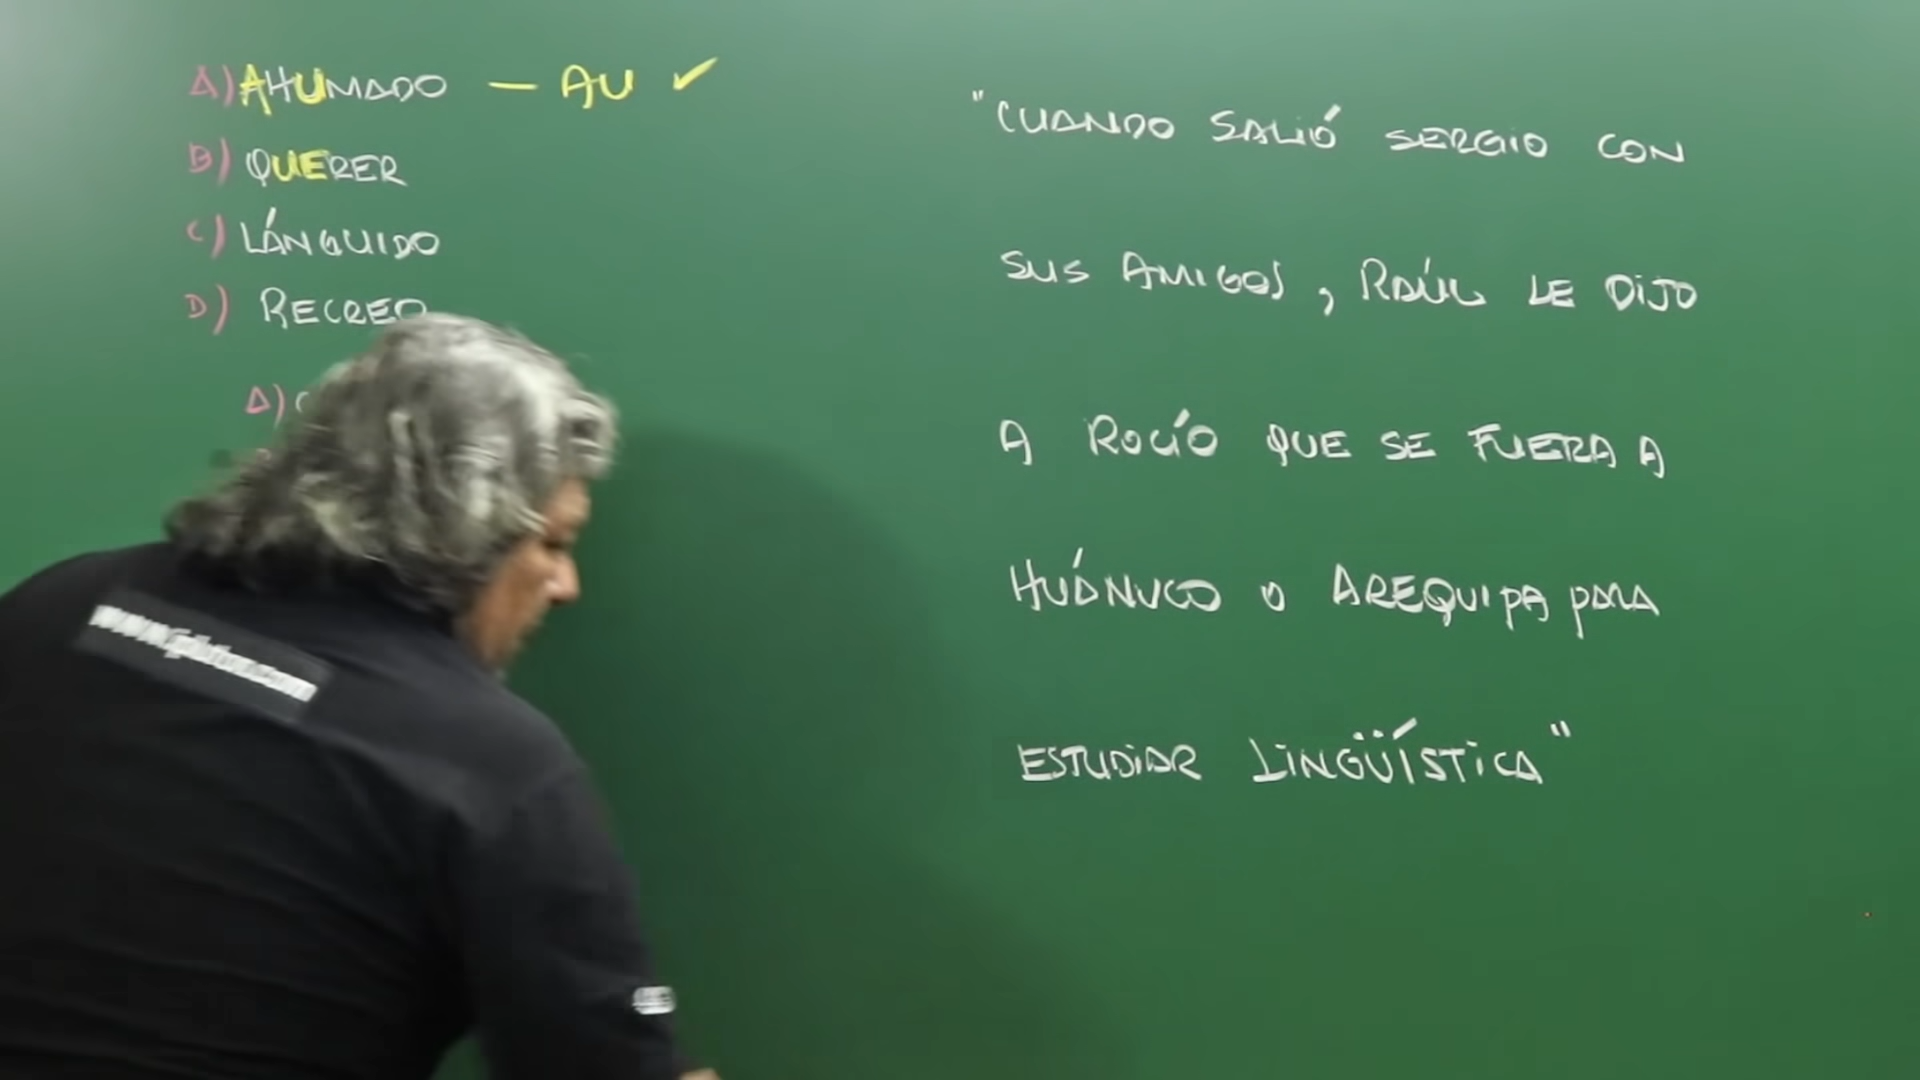 A) AHUMADO — AU ✓
B) QUERER
C) LÁNGUIDO
D) RECREO
A)
"CUANDO SALIÓ SERGIO CON
SUS AMIGOS, RAÚL LE DIJO
A ROCÍO QUE SE FUERA A
HUÁNUCO O AREQUIPA PARA
ESTUDIAR LINGÜÍSTICA"